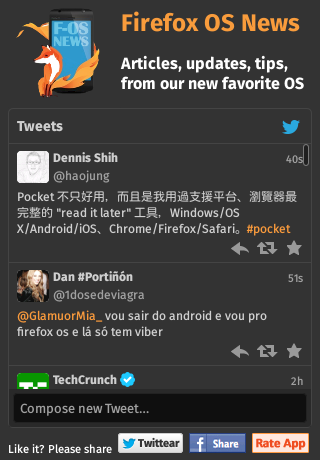 F-OS
NEWS
Firefox OS News
Articles, updates, tips,
from our new favorite OS
Tweets
Dennis Shih
40s
@haojung
Pocket 不只好用，而且是我用過支援平台、瀏覽器最
完整的 "read it later" 工具，Windows/OS
X/Android/iOS、Chrome/Firefox/Safari。#pocket
Dan #Portiñón
51s
@1dosedeviagra
@GlamuorMia_ vou sair do android e vou pro
firefox os e lá só tem viber
TechCrunch
2h
Compose new Tweet...
Like it? Please share
Twittear
Share
Rate App